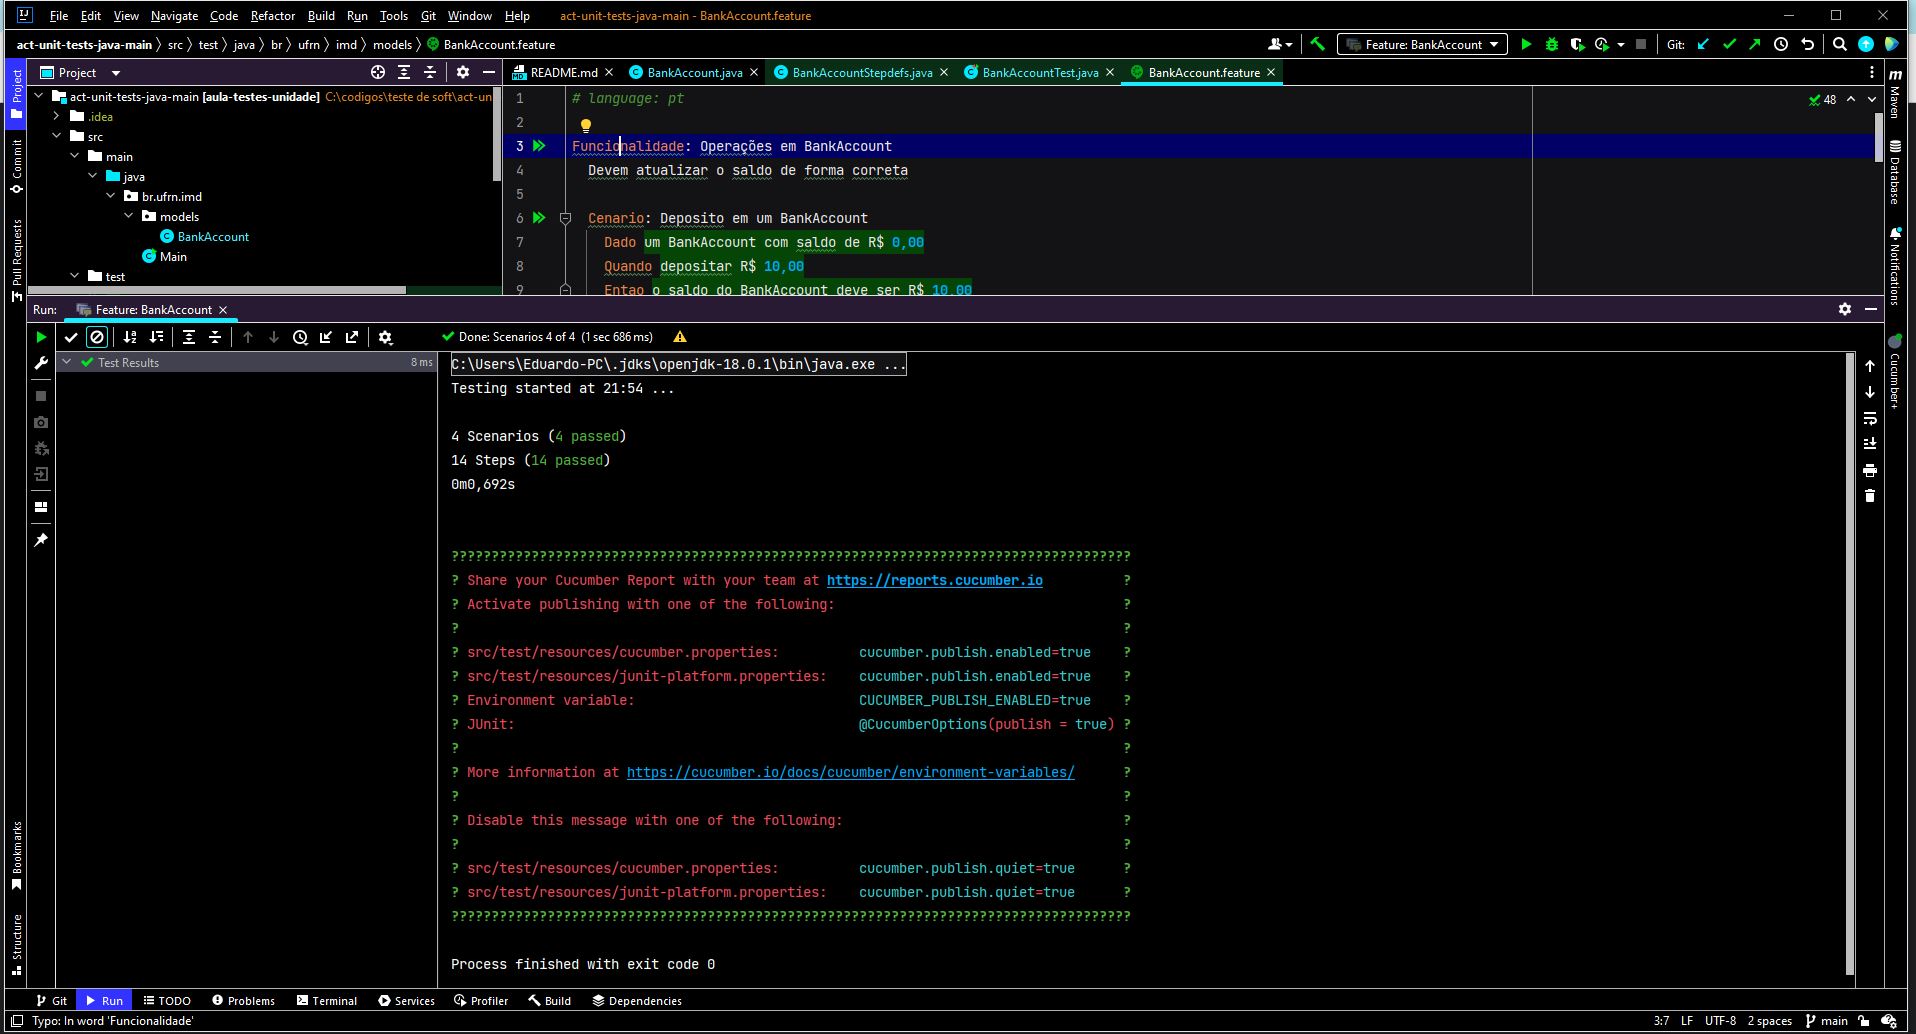 File Edit View Navigate Code Refactor Build Run Tools Git Window Help act-unit-tests-java-main - BankAccount.feature
act-unit-tests-java-main src test java br ufrn imd models BankAccount.feature Feature: BankAccount Git:
Project README.md BankAccount.java BankAccountStepdefs.java BankAccountTest.java BankAccount.feature
act-unit-tests-java-main [aula-testes-unidade] C:\codigos\teste de soft\act-un
.idea
src
main
java
br.ufrn.imd
models
BankAccount
Main
test
1 # language: pt
2
3 Funcionalidade: Operações em BankAccount
4 Devem atualizar o saldo de forma correta
5
6 Cenario: Deposito em um BankAccount
7 Dado um BankAccount com saldo de R$ 0,00
8 Quando depositar R$ 10,00
9 Entao o saldo do BankAccount deve ser R$ 10,00
48
Project
Commit
Pull Requests
Bookmarks
Structure
m
Maven
Database
Notifications
Cucumber+
Run: Feature: BankAccount
Done: Scenarios 4 of 4 (1 sec 686 ms)
Test Results 8 ms
C:\Users\Eduardo-PC\.jdks\openjdk-18.0.1\bin\java.exe ...
Testing started at 21:54 ...
4 Scenarios (4 passed)
14 Steps (14 passed)
0m0,692s
?????????????????????????????????????????????????????????????????????????????????????
? Share your Cucumber Report with your team at https://reports.cucumber.io ?
? Activate publishing with one of the following: ?
? ?
? src/test/resources/cucumber.properties: cucumber.publish.enabled=true ?
? src/test/resources/junit-platform.properties: cucumber.publish.enabled=true ?
? Environment variable: CUCUMBER_PUBLISH_ENABLED=true ?
? JUnit: @CucumberOptions(publish = true) ?
? ?
? More information at https://cucumber.io/docs/cucumber/environment-variables/ ?
? ?
? Disable this message with one of the following: ?
? ?
? src/test/resources/cucumber.properties: cucumber.publish.quiet=true ?
? src/test/resources/junit-platform.properties: cucumber.publish.quiet=true ?
?????????????????????????????????????????????????????????????????????????????????????
Process finished with exit code 0
Git Run TODO Problems Terminal Services Profiler Build Dependencies
Typo: In word 'Funcionalidade' 3:7 LF UTF-8 2 spaces main